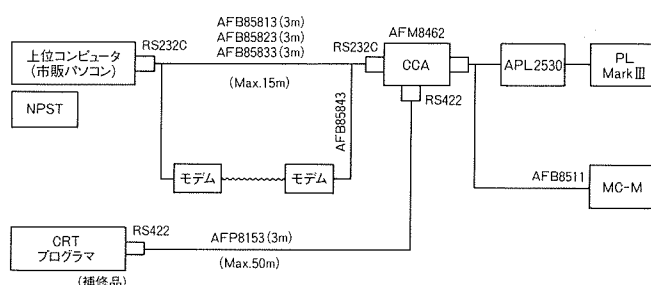 AFB85813(3m)
AFB85823(3m)
AFB85833(3m)
AFM8462
上位コンピュータ
(市販パソコン)
RS232C
RS232C
CCA
APL2530
PL
MarkⅢ
(Max.15m)
RS422
NPST
AFB85843
モデム
モデム
AFB8511
MC-M
CRT
プログラマ
RS422
AFP8153(3m)
(Max.50m)
(補修品)